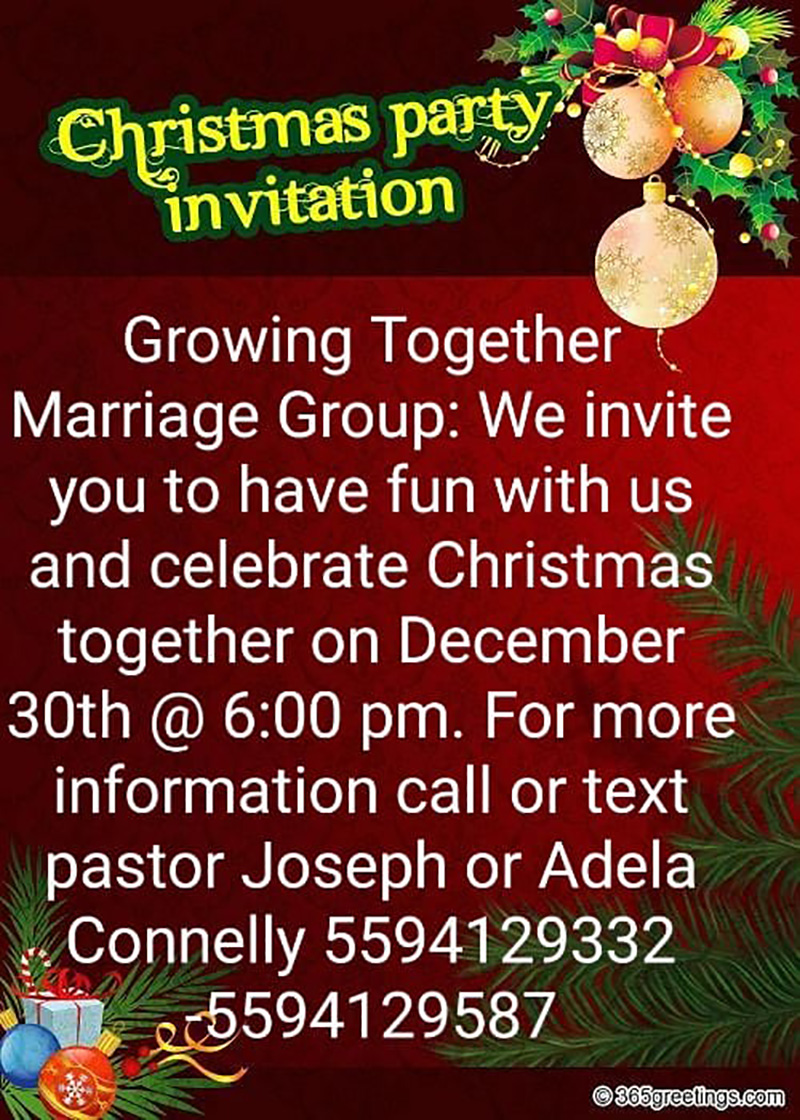 Christmas party
invitation
Growing Together
Marriage Group: We invite
you to have fun with us
and celebrate Christmas
together on December
30th @ 6:00 pm. For more
information call or text
pastor Joseph or Adela
Connelly 5594129332
-5594129587
© 365greetings.com